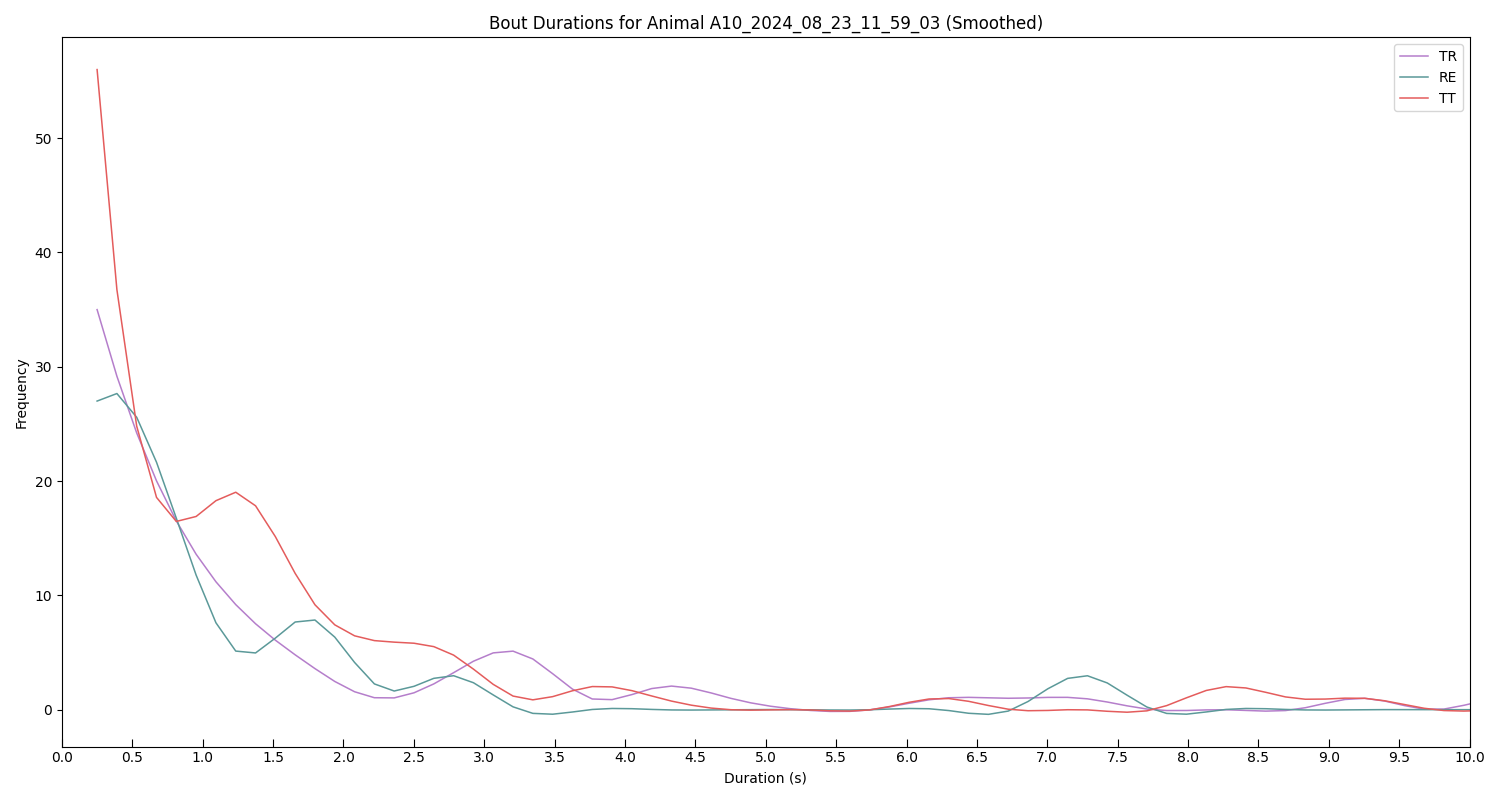 Bout Durations for Animal A10_2024_08_23_11_59_03 (Smoothed)
TR
RE
TT
50
40
30
20
10
0
Frequency
0.0 0.5 1.0 1.5 2.0 2.5 3.0 3.5 4.0 4.5 5.0 5.5 6.0 6.5 7.0 7.5 8.0 8.5 9.0 9.5 10.0
Duration (s)